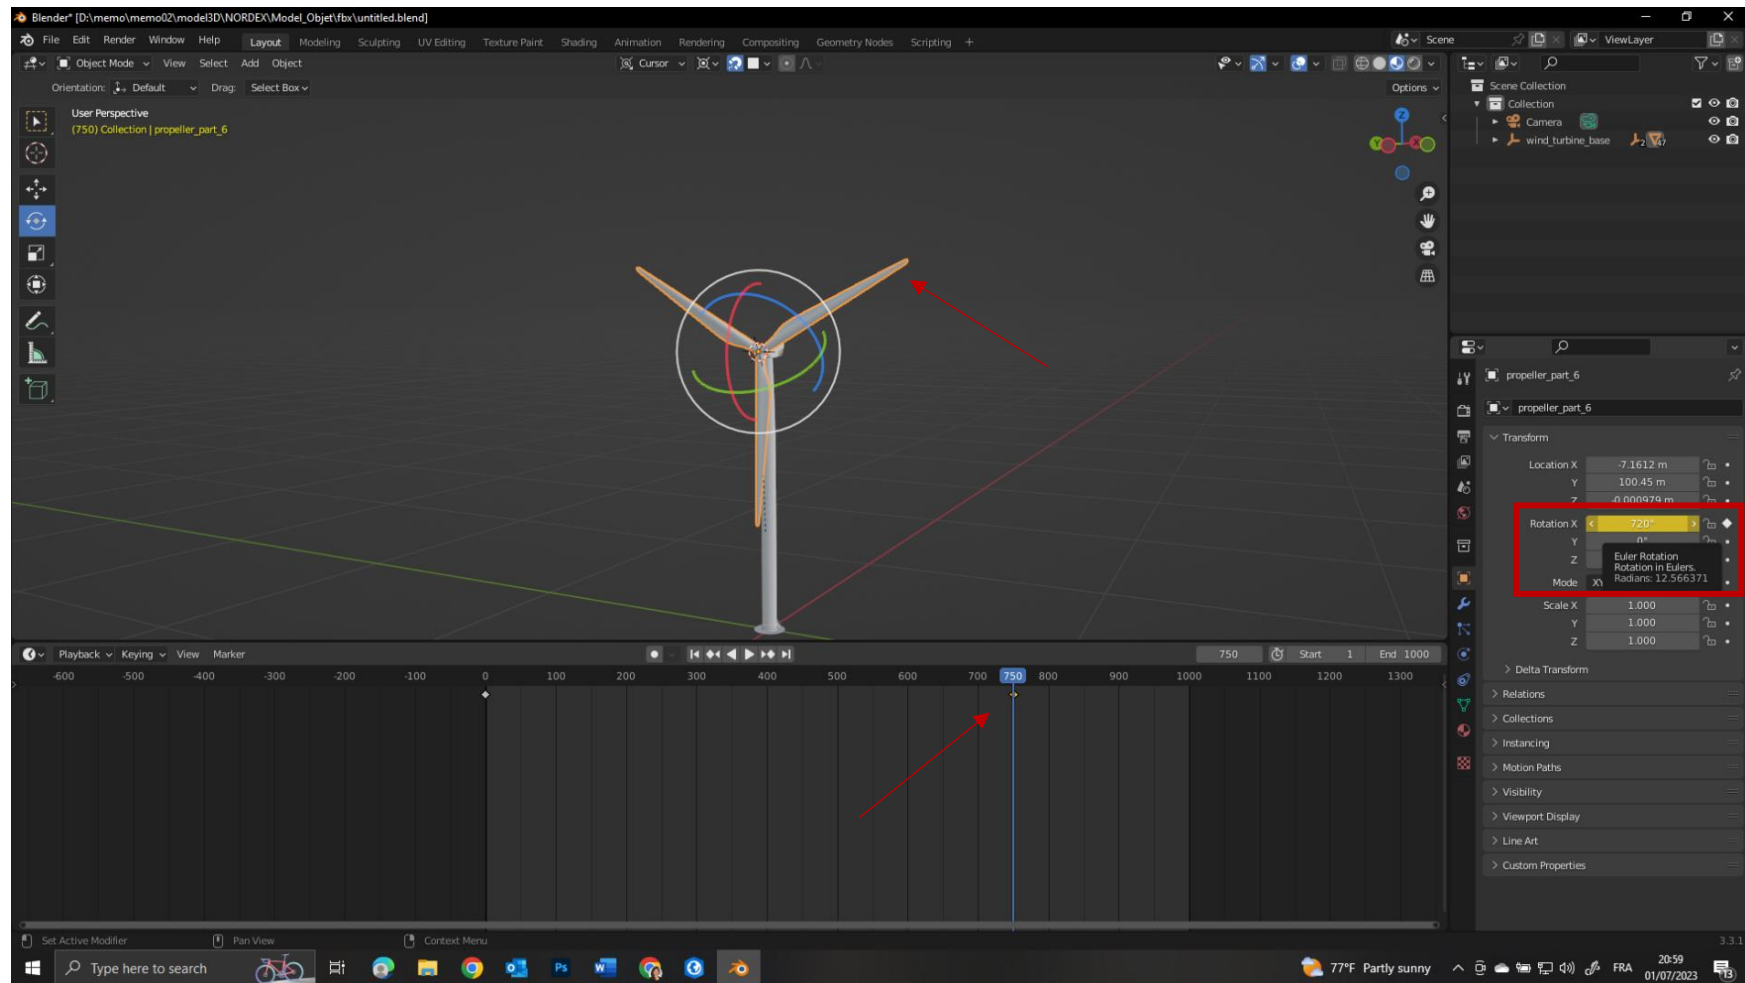 Blender* [D:\memo\memo02\model3D\NORDEX\Model_Objet\fbx\untitled.blend]
File Edit Render Window Help Layout Modeling Sculpting UV Editing Texture Paint Shading Animation Rendering Compositing Geometry Nodes Scripting + Scene ViewLayer
Object Mode View Select Add Object Cursor
Orientation: Default Drag: Select Box Options
User Perspective
(750) Collection | propeller_part_6
Z
Y
X
Scene Collection
Collection
Camera
wind_turbine_base 2 47
propeller_part_6
propeller_part_6
Transform
Location X -7.1612 m
Y 100.45 m
Z -0.000979 m
Rotation X 720°
Y 0°
Z
Mode XY
Euler Rotation
Rotation in Eulers.
Radians: 12.566371
Scale X 1.000
Y 1.000
Z 1.000
Delta Transform
Relations
Collections
Instancing
Motion Paths
Visibility
Viewport Display
Line Art
Custom Properties
Playback Keying View Marker 750 Start 1 End 1000
-600 -500 -400 -300 -200 -100 0 100 200 300 400 500 600 700 750 800 900 1000 1100 1200 1300
Set Active Modifier Pan View Context Menu 3.3.1
Type here to search Ps W 77°F Partly sunny FRA 20:59
01/07/2023 13